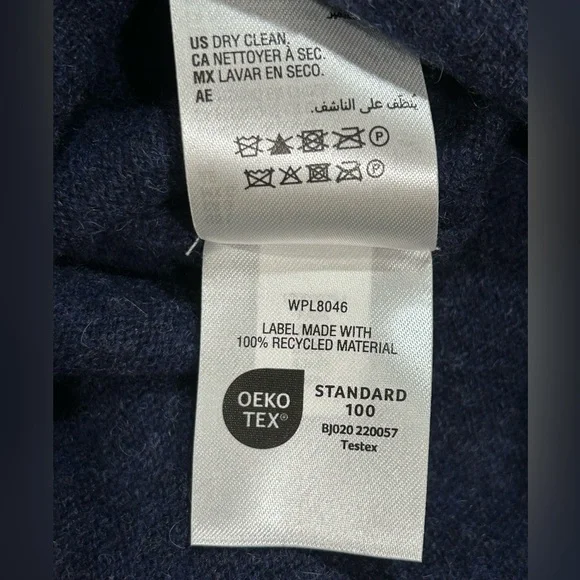 US DRY CLEAN.
CA NETTOYER À SEC.
MX LAVAR EN SECO.
AE
يُنظّف على الناشف.
P
P
WPL8046
LABEL MADE WITH
100% RECYCLED MATERIAL
OEKO
TEX®
STANDARD
100
BJ020 220057
Testex